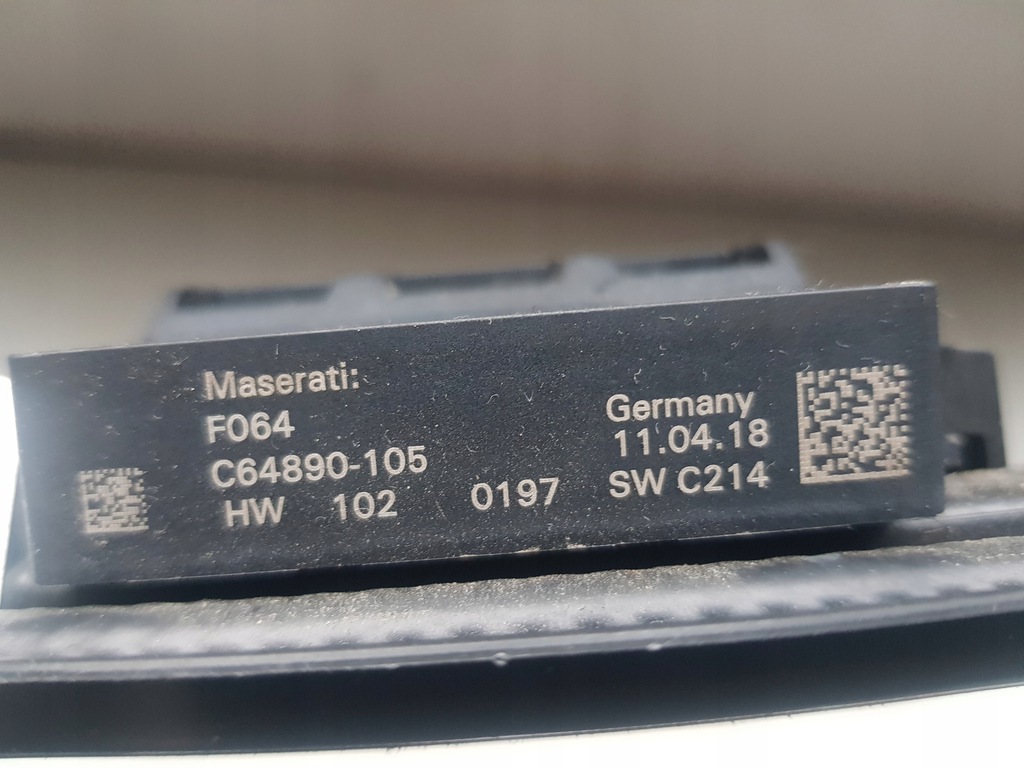 Maserati:
F064
C64890-105
HW 102 0197
Germany
11.04.18
SW C214